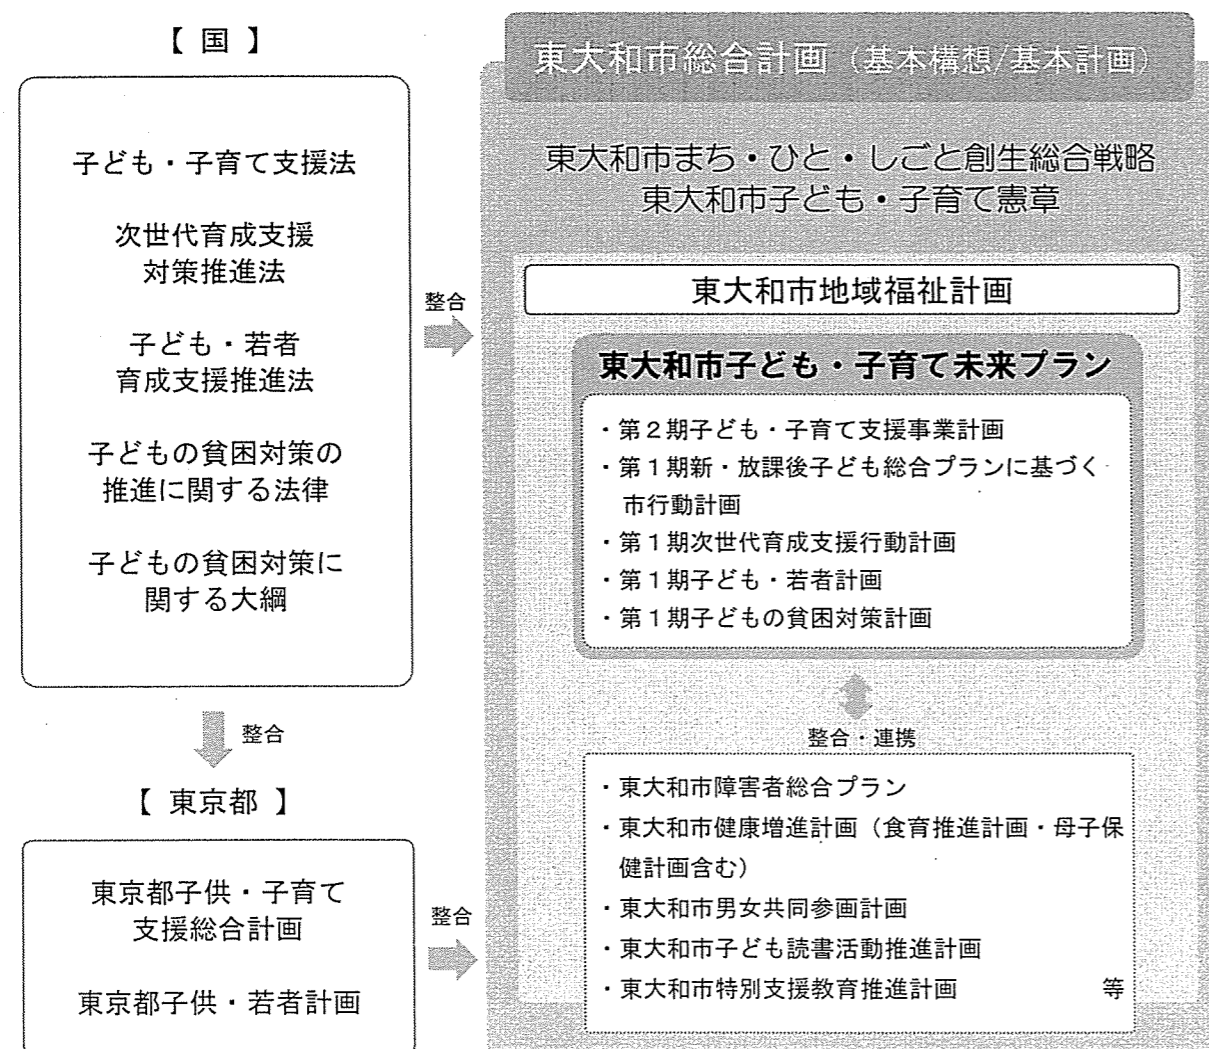 【 国 】
子ども・子育て支援法
次世代育成支援
対策推進法
子ども・若者
育成支援推進法
子どもの貧困対策の
推進に関する法律
子どもの貧困対策に
関する大綱
整合
【 東京都 】
東京都子供・子育て
支援総合計画
東京都子供・若者計画
整合
整合
東大和市総合計画（基本構想/基本計画）
東大和市まち・ひと・しごと創生総合戦略
東大和市子ども・子育て憲章
東大和市地域福祉計画
東大和市子ども・子育て未来プラン
・第２期子ども・子育て支援事業計画
・第１期新・放課後子ども総合プランに基づく
市行動計画
・第１期次世代育成支援行動計画
・第１期子ども・若者計画
・第１期子どもの貧困対策計画
整合・連携
・東大和市障害者総合プラン
・東大和市健康増進計画（食育推進計画・母子保
健計画含む）
・東大和市男女共同参画計画
・東大和市子ども読書活動推進計画
・東大和市特別支援教育推進計画 等